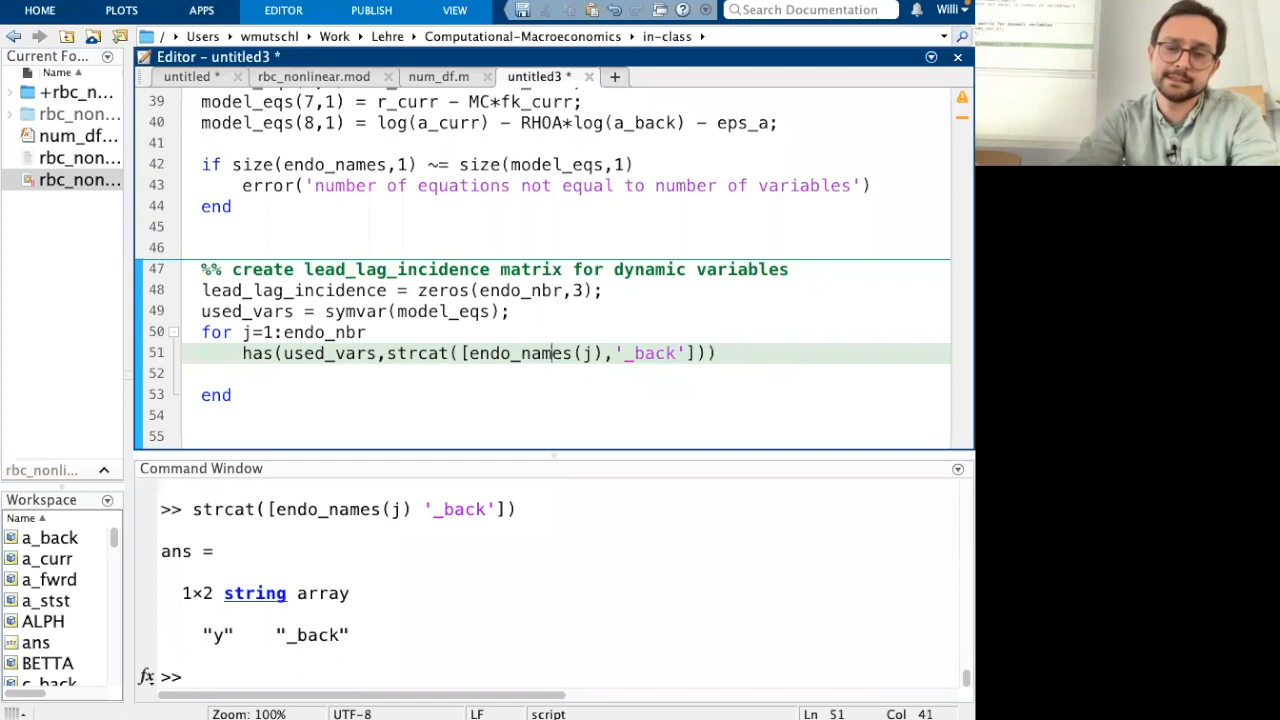 HOME PLOTS APPS EDITOR PUBLISH VIEW Search Documentation Willi
/ Users wmutschl Lehre Computational-Macroeconomics in-class
Current Fo... Editor - untitled3 *
Name untitled * rbc_nonlinear.mod num_df.m untitled3 *
+rbc_n...
rbc_non...
num_df...
rbc_non...
rbc_non...
39
model_eqs(7,1) = r_curr - MC*fk_curr;
40 model_eqs(8,1) = log(a_curr) - RHOA*log(a_back) - eps_a;
41
42 if size(endo_names,1) ~= size(model_eqs,1)
43 error('number of equations not equal to number of variables')
44 end
45
46
47 %% create lead_lag_incidence matrix for dynamic variables
48 lead_lag_incidence = zeros(endo_nbr,3);
49 used_vars = symvar(model_eqs);
50 for j=1:endo_nbr
51 has(used_vars,strcat([endo_names(j),'_back']))
52
53 end
54
55
rbc_nonli...
Workspace
Name
a_back
a_curr
a_fwrd
a_stst
ALPH
ans
BETTA
c_back
Command Window
>> strcat([endo_names(j) '_back'])
ans =
1×2 string array
"y" "_back"
fx >>
Zoom: 100% UTF-8 LF script Ln 51 Col 41